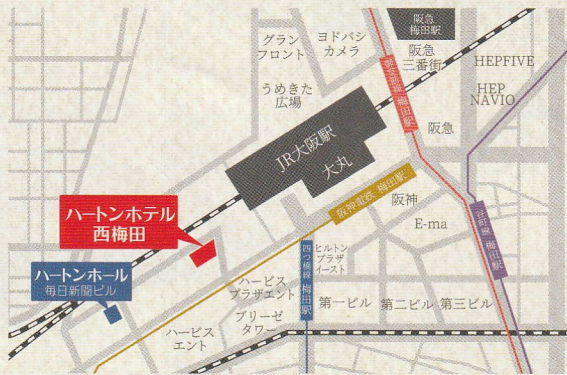 阪急
梅田駅
グラン
フロント
ヨドバシ
カメラ
阪急
三番街
HEPFIVE
うめきた
広場
HEP
NAVIO
御堂筋線 梅田駅
阪急
JR大阪駅
大丸
阪神電鉄 梅田駅
阪神
E-ma
谷町線 梅田駅
ハートンホテル
西梅田
ハートンホール
毎日新聞ビル
四つ橋線 梅田駅
ヒルトン
プラザ
イースト
ハービス
プラザエント
第一ビル
第二ビル
第三ビル
ブリーゼ
タワー
ハービス
エント